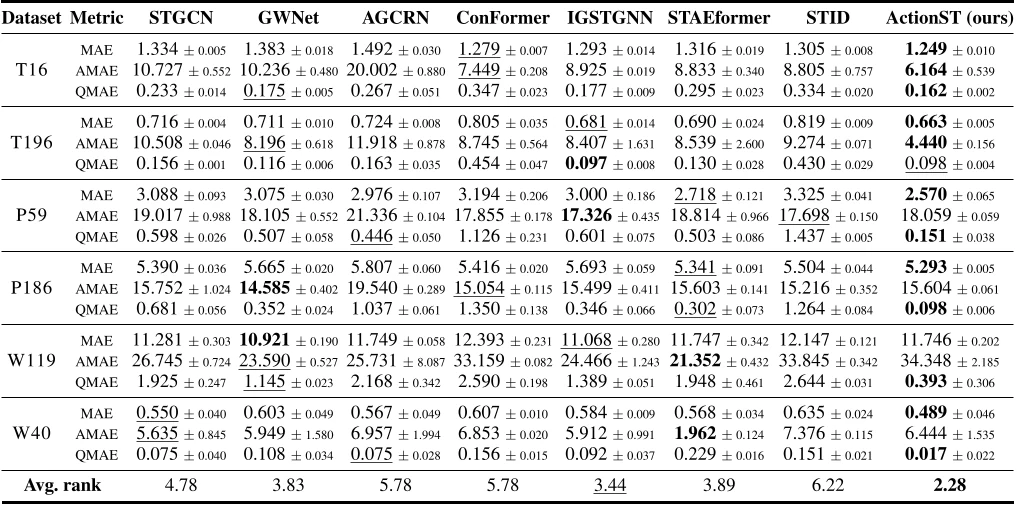 Dataset Metric STGCN GWNet AGCRN ConFormer IGSTGNN STAEformer STID ActionST (ours)
MAE 1.334 ± 0.005 1.383 ± 0.018 1.492 ± 0.030 1.279 ± 0.007 1.293 ± 0.014 1.316 ± 0.019 1.305 ± 0.008 1.249 ± 0.010
T16 AMAE 10.727 ± 0.552 10.236 ± 0.480 20.002 ± 0.880 7.449 ± 0.208 8.925 ± 0.019 8.833 ± 0.340 8.805 ± 0.757 6.164 ± 0.539
QMAE 0.233 ± 0.014 0.175 ± 0.005 0.267 ± 0.051 0.347 ± 0.023 0.177 ± 0.009 0.295 ± 0.023 0.334 ± 0.020 0.162 ± 0.002
MAE 0.716 ± 0.004 0.711 ± 0.010 0.724 ± 0.008 0.805 ± 0.035 0.681 ± 0.014 0.690 ± 0.024 0.819 ± 0.009 0.663 ± 0.005
T196 AMAE 10.508 ± 0.046 8.196 ± 0.618 11.918 ± 0.878 8.745 ± 0.564 8.407 ± 1.631 8.539 ± 2.600 9.274 ± 0.071 4.440 ± 0.156
QMAE 0.156 ± 0.001 0.116 ± 0.006 0.163 ± 0.035 0.454 ± 0.047 0.097 ± 0.008 0.130 ± 0.028 0.430 ± 0.029 0.098 ± 0.004
MAE 3.088 ± 0.093 3.075 ± 0.030 2.976 ± 0.107 3.194 ± 0.206 3.000 ± 0.186 2.718 ± 0.121 3.325 ± 0.041 2.570 ± 0.065
P59 AMAE 19.017 ± 0.988 18.105 ± 0.552 21.336 ± 0.104 17.855 ± 0.178 17.326 ± 0.435 18.814 ± 0.966 17.698 ± 0.150 18.059 ± 0.059
QMAE 0.598 ± 0.026 0.507 ± 0.058 0.446 ± 0.050 1.126 ± 0.231 0.601 ± 0.075 0.503 ± 0.086 1.437 ± 0.005 0.151 ± 0.038
MAE 5.390 ± 0.036 5.665 ± 0.020 5.807 ± 0.060 5.416 ± 0.020 5.693 ± 0.059 5.341 ± 0.091 5.504 ± 0.044 5.293 ± 0.005
P186 AMAE 15.752 ± 1.024 14.585 ± 0.402 19.540 ± 0.289 15.054 ± 0.115 15.499 ± 0.411 15.603 ± 0.141 15.216 ± 0.352 15.604 ± 0.061
QMAE 0.681 ± 0.056 0.352 ± 0.024 1.037 ± 0.061 1.350 ± 0.138 0.346 ± 0.066 0.302 ± 0.073 1.264 ± 0.084 0.098 ± 0.006
MAE 11.281 ± 0.303 10.921 ± 0.190 11.749 ± 0.058 12.393 ± 0.231 11.068 ± 0.280 11.747 ± 0.342 12.147 ± 0.121 11.746 ± 0.202
W119 AMAE 26.745 ± 0.724 23.590 ± 0.527 25.731 ± 8.087 33.159 ± 0.082 24.466 ± 1.243 21.352 ± 0.432 33.845 ± 0.342 34.348 ± 2.185
QMAE 1.925 ± 0.247 1.145 ± 0.023 2.168 ± 0.342 2.590 ± 0.198 1.389 ± 0.051 1.948 ± 0.461 2.644 ± 0.031 0.393 ± 0.306
MAE 0.550 ± 0.040 0.603 ± 0.049 0.567 ± 0.049 0.607 ± 0.010 0.584 ± 0.009 0.568 ± 0.034 0.635 ± 0.024 0.489 ± 0.046
W40 AMAE 5.635 ± 0.845 5.949 ± 1.580 6.957 ± 1.994 6.853 ± 0.020 5.912 ± 0.991 1.962 ± 0.124 7.376 ± 0.115 6.444 ± 1.535
QMAE 0.075 ± 0.040 0.108 ± 0.034 0.075 ± 0.028 0.156 ± 0.015 0.092 ± 0.037 0.229 ± 0.016 0.151 ± 0.021 0.017 ± 0.022
Avg. rank 4.78 3.83 5.78 5.78 3.44 3.89 6.22 2.28